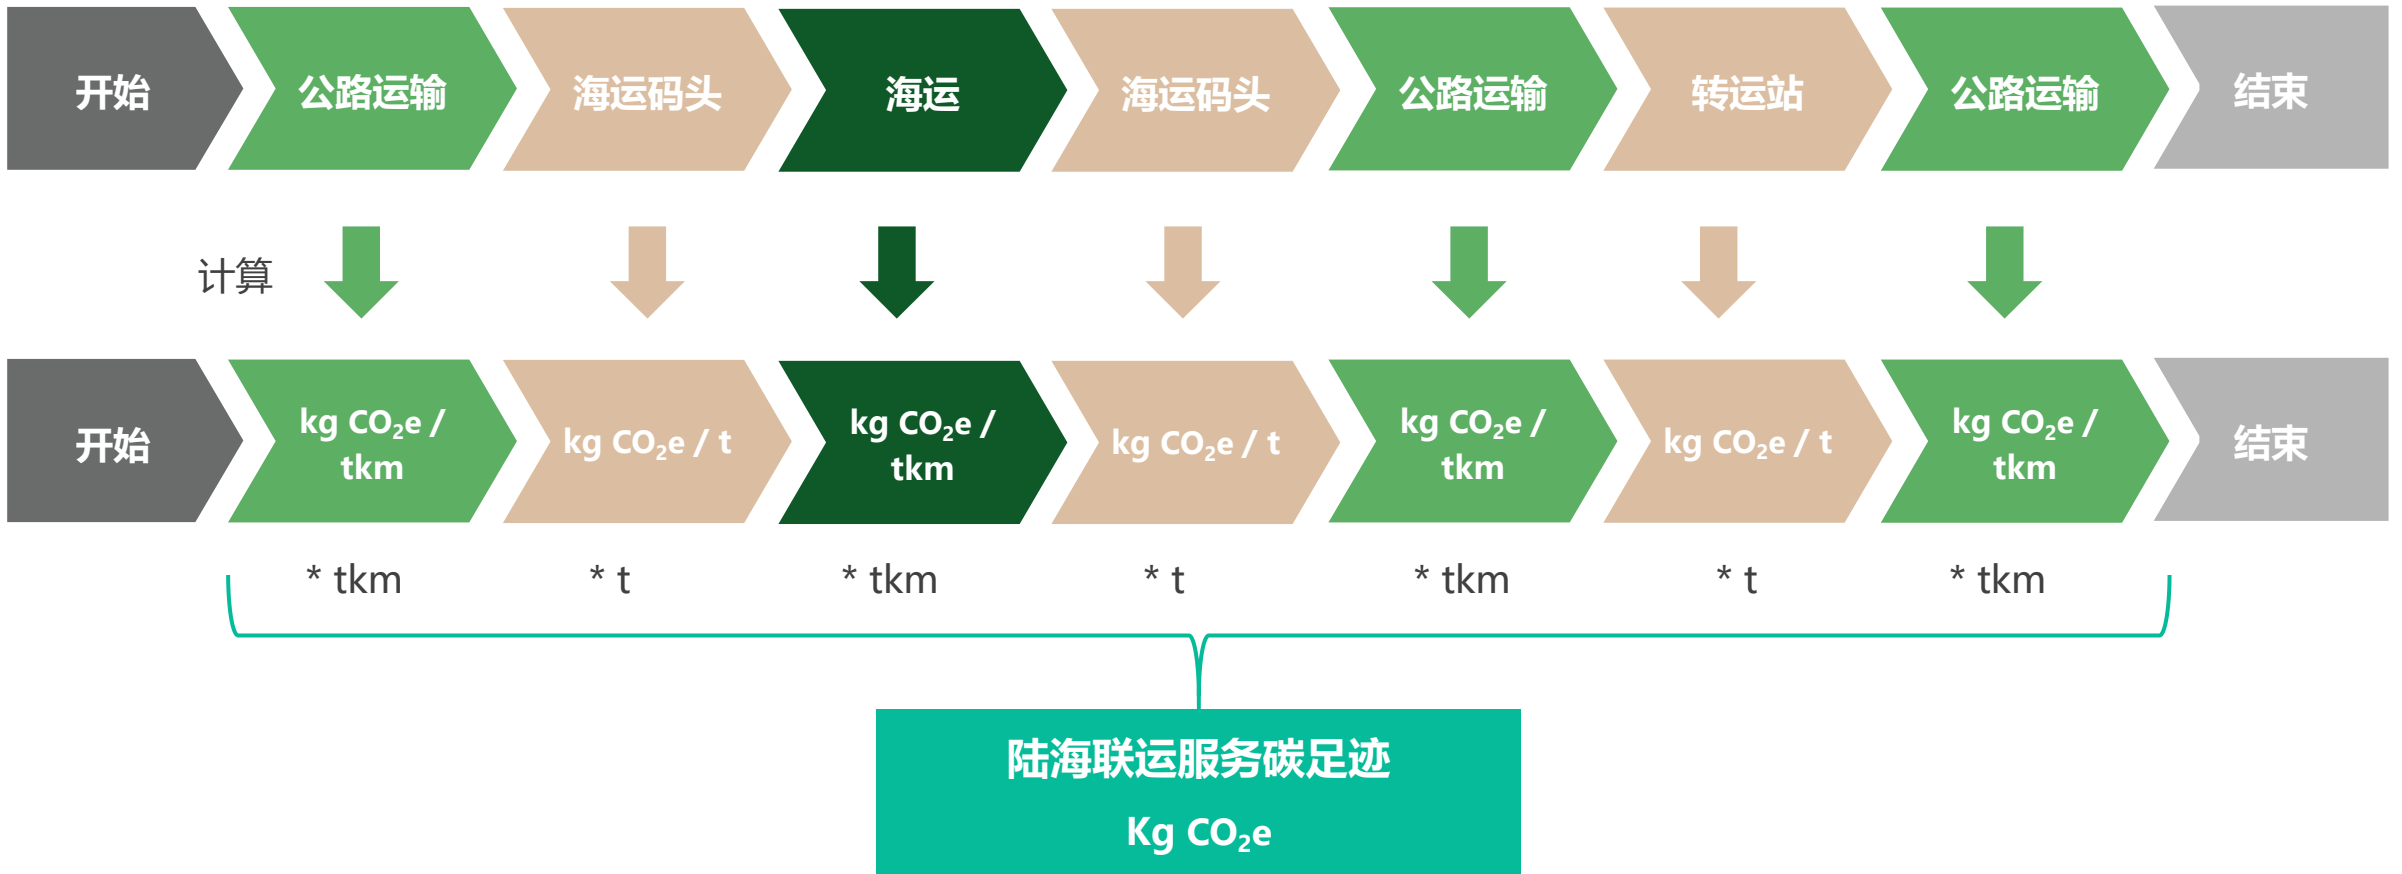 开始
公路运输
海运码头
海运
海运码头
公路运输
转运站
公路运输
结束
计算
开始
kg CO₂e /
tkm
kg CO₂e / t
kg CO₂e /
tkm
kg CO₂e / t
kg CO₂e /
tkm
kg CO₂e / t
kg CO₂e /
tkm
结束
* tkm
* t
* tkm
* t
* tkm
* t
* tkm
陆海联运服务碳足迹
Kg CO₂e